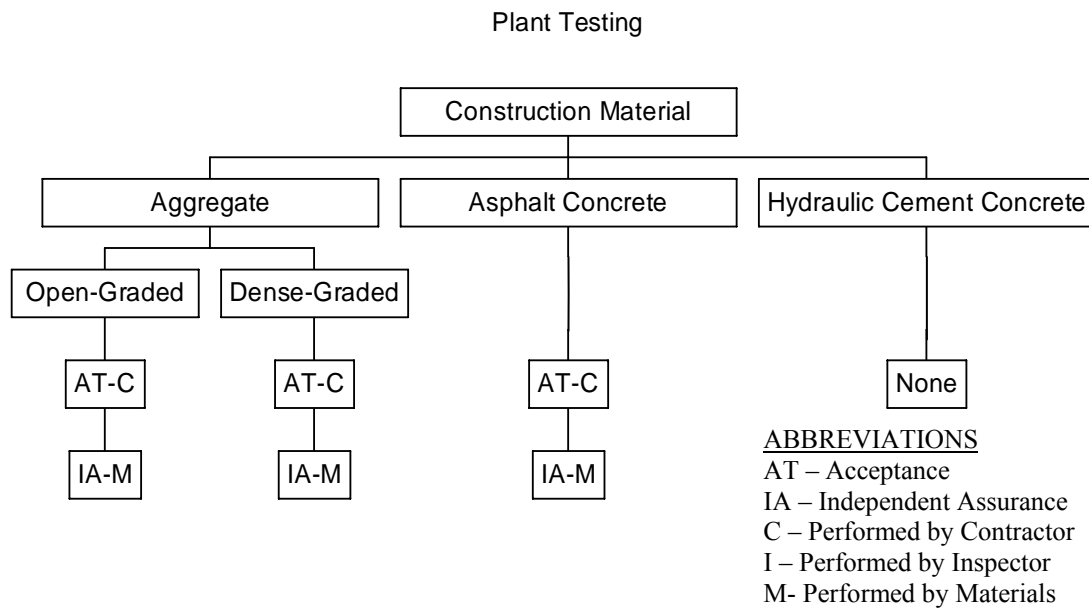 Plant Testing
Construction Material
Aggregate
Asphalt Concrete
Hydraulic Cement Concrete
Open-Graded
Dense-Graded
AT-C
AT-C
AT-C
None
IA-M
IA-M
IA-M
ABBREVIATIONS
AT – Acceptance
IA – Independent Assurance
C – Performed by Contractor
I – Performed by Inspector
M- Performed by Materials